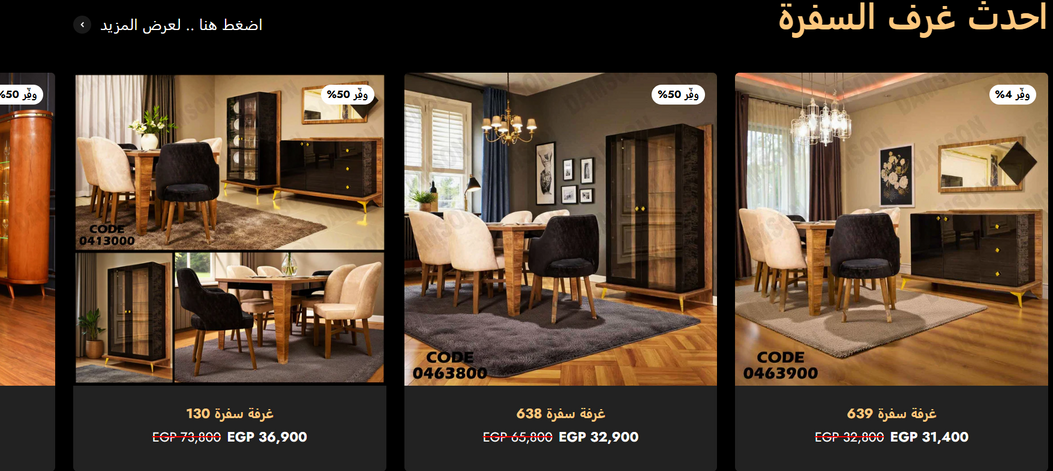 احدث غرف السفرة
اضغط هنا .. لعرض المزيد
وفِّر 4%
CODE
0463900
غرفة سفرة 639
EGP 32,800 EGP 31,400
وفِّر 50%
CODE
0463800
غرفة سفرة 638
EGP 65,800 EGP 32,900
وفِّر 50%
CODE
0413000
غرفة سفرة 130
EGP 73,800 EGP 36,900
وفِّر 50%